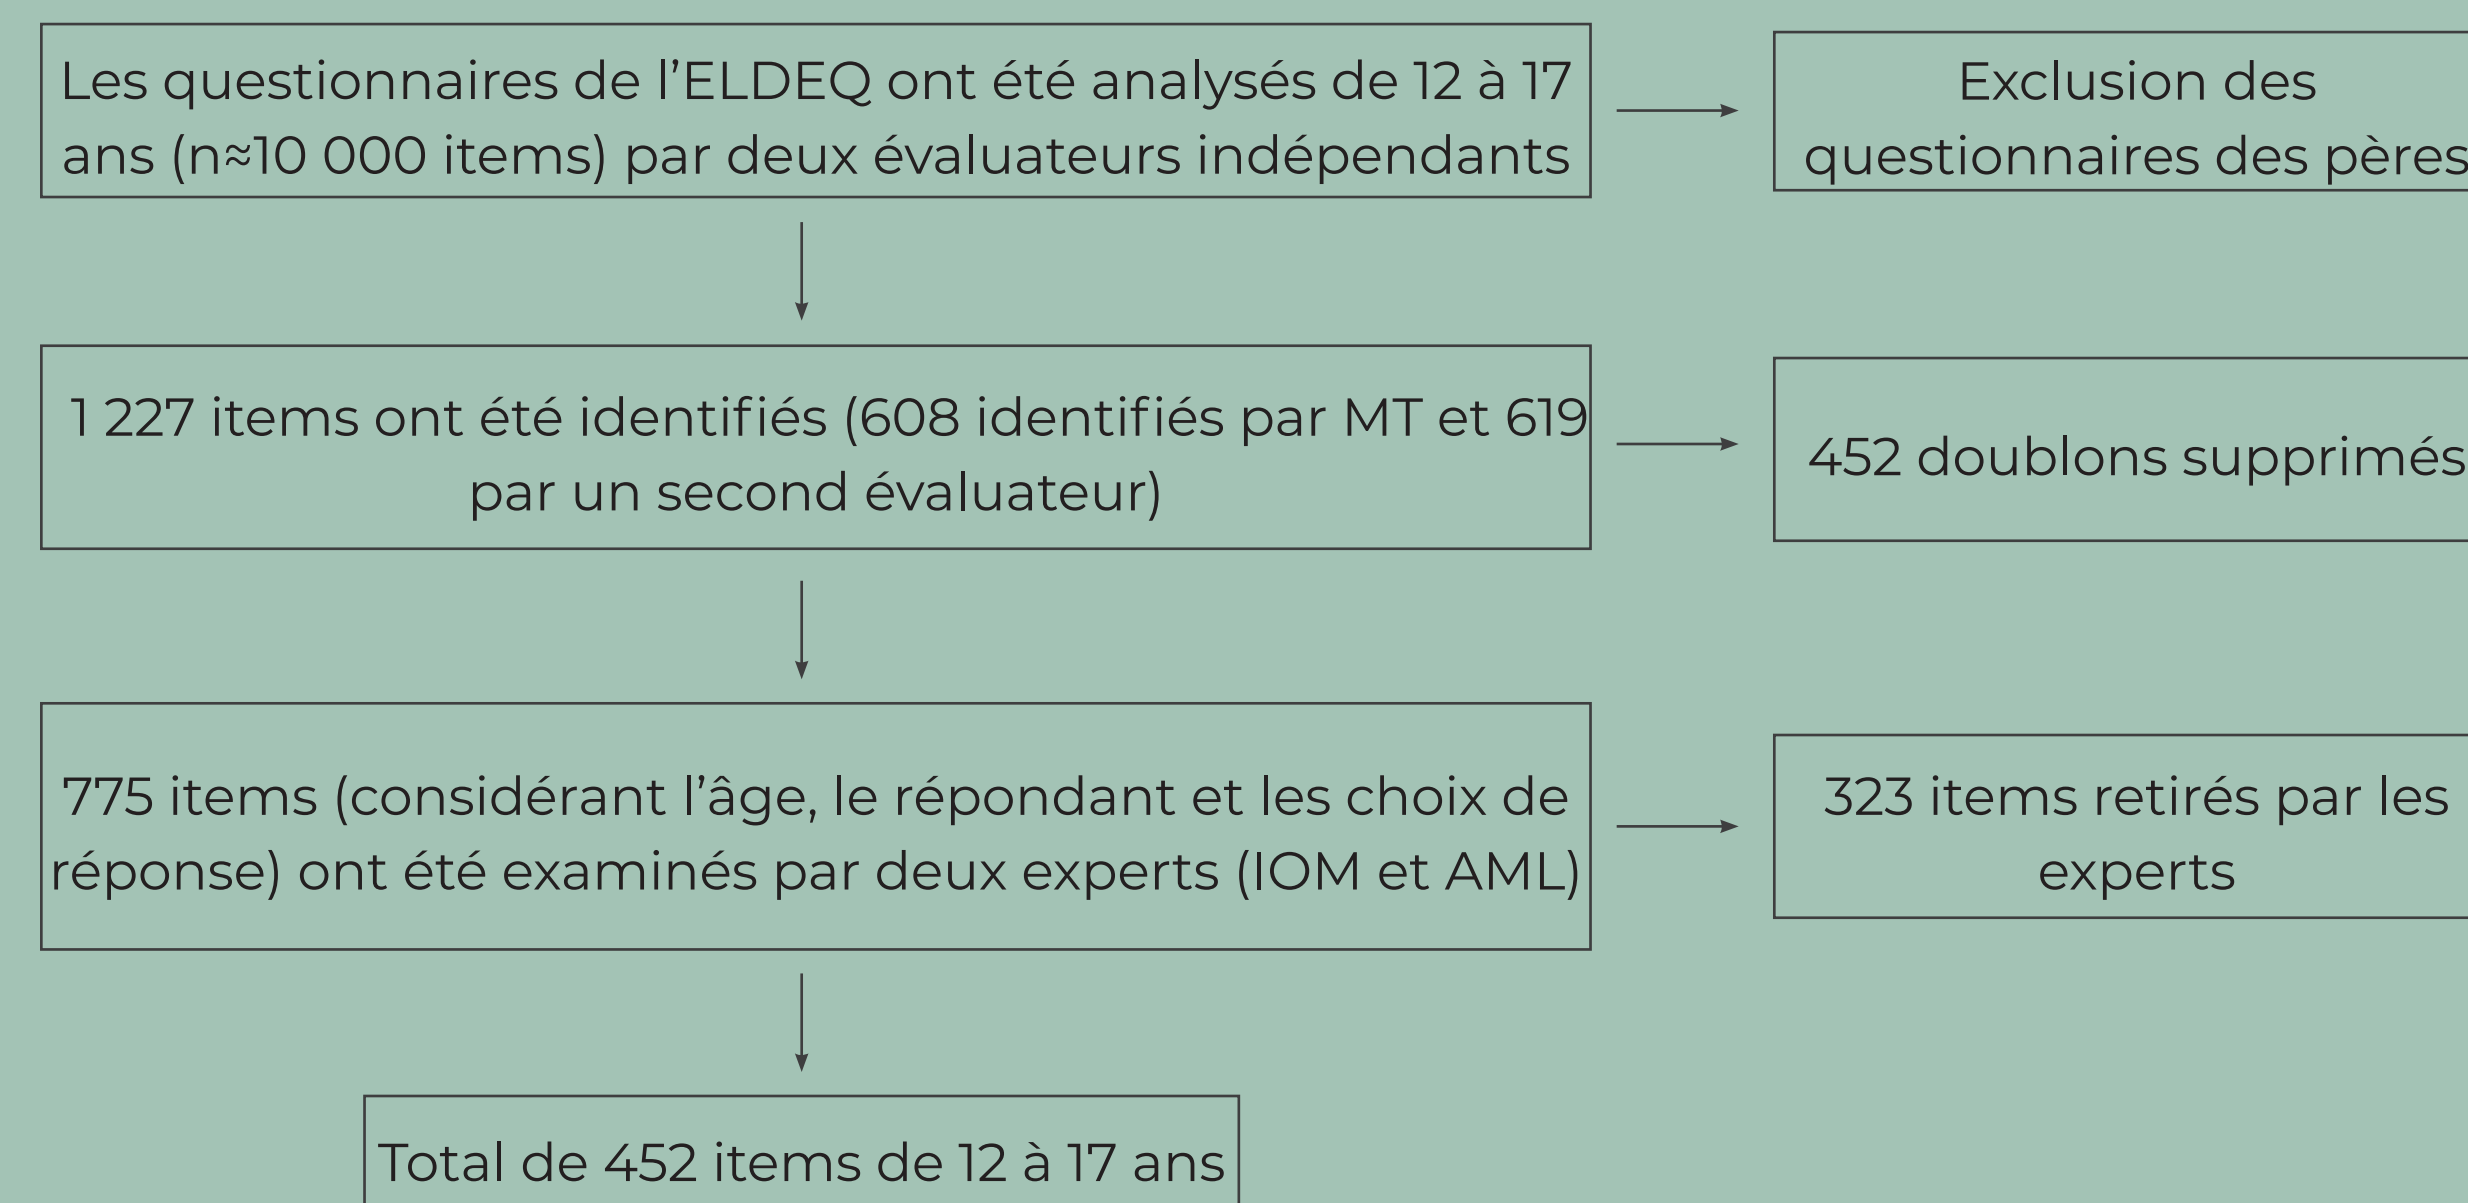 Les questionnaires de l’ELDEQ ont été analysés de 12 à 17
ans (n≈10 000 items) par deux évaluateurs indépendants
Exclusion des
questionnaires des pères
1 227 items ont été identifiés (608 identifiés par MT et 619
par un second évaluateur)
452 doublons supprimés
775 items (considérant l’âge, le répondant et les choix de
réponse) ont été examinés par deux experts (IOM et AML)
323 items retirés par les
experts
Total de 452 items de 12 à 17 ans